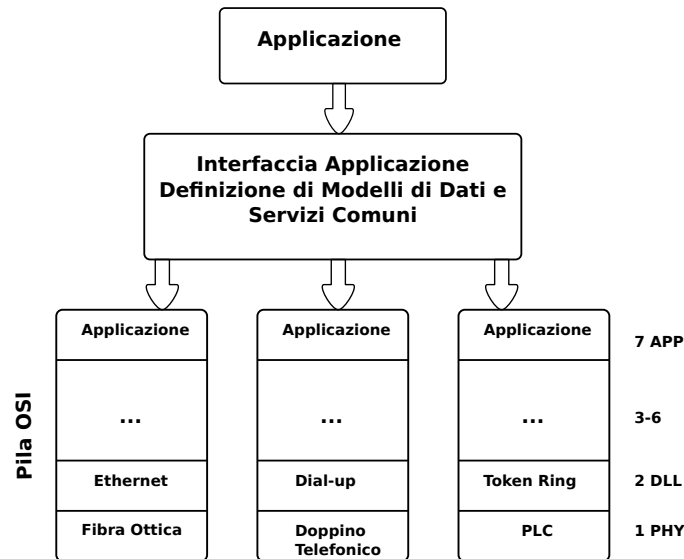 Applicazione
Interfaccia Applicazione
Definizione di Modelli di Dati e
Servizi Comuni
Applicazione
Applicazione
Applicazione
7 APP
Pila OSI
...
...
...
3-6
Ethernet
Dial-up
Token Ring
2 DLL
Fibra Ottica
Doppino
Telefonico
PLC
1 PHY